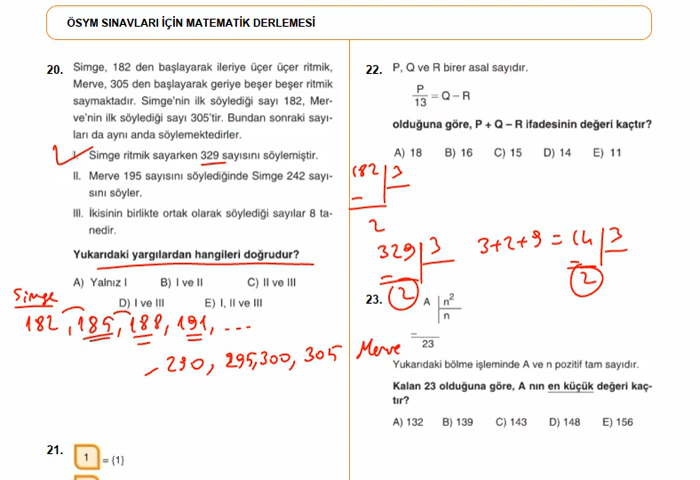 ÖSYM SINAVLARI İÇİN MATEMATİK DERLEMESİ
20. Simge, 182 den başlayarak ileriye üçer üçer ritmik,
Merve, 305 den başlayarak geriye beşer beşer ritmik
saymaktadır. Simge'nin ilk söylediği sayı 182, Mer-
ve'nin ilk söylediği sayı 305'tir. Bundan sonraki sayı-
ları da aynı anda söylemektedirler.
I. Simge ritmik sayarken 329 sayısını söylemiştir.
II. Merve 195 sayısını söylediğinde Simge 242 sayı-
sını söyler.
III. İkisinin birlikte ortak olarak söylediği sayılar 8 ta-
nedir.
Yukarıdaki yargılardan hangileri doğrudur?
A) Yalnız I B) I ve II C) II ve III
D) I ve III E) I, II ve III
Simge
182, 185, 188, 191, ...
290, 295, 300, 305 Merve
21. 1 = {1}
22. P, Q ve R birer asal sayıdır.
P
13 = Q – R
olduğuna göre, P + Q – R ifadesinin değeri kaçtır?
A) 18 B) 16 C) 15 D) 14 E) 11
182 3
2
329 3 3+2+9 = 14 3
2 2
23. A n²
n
23
Yukarıdaki bölme işleminde A ve n pozitif tam sayıdır.
Kalan 23 olduğuna göre, A nın en küçük değeri kaç-
tır?
A) 132 B) 139 C) 143 D) 148 E) 156